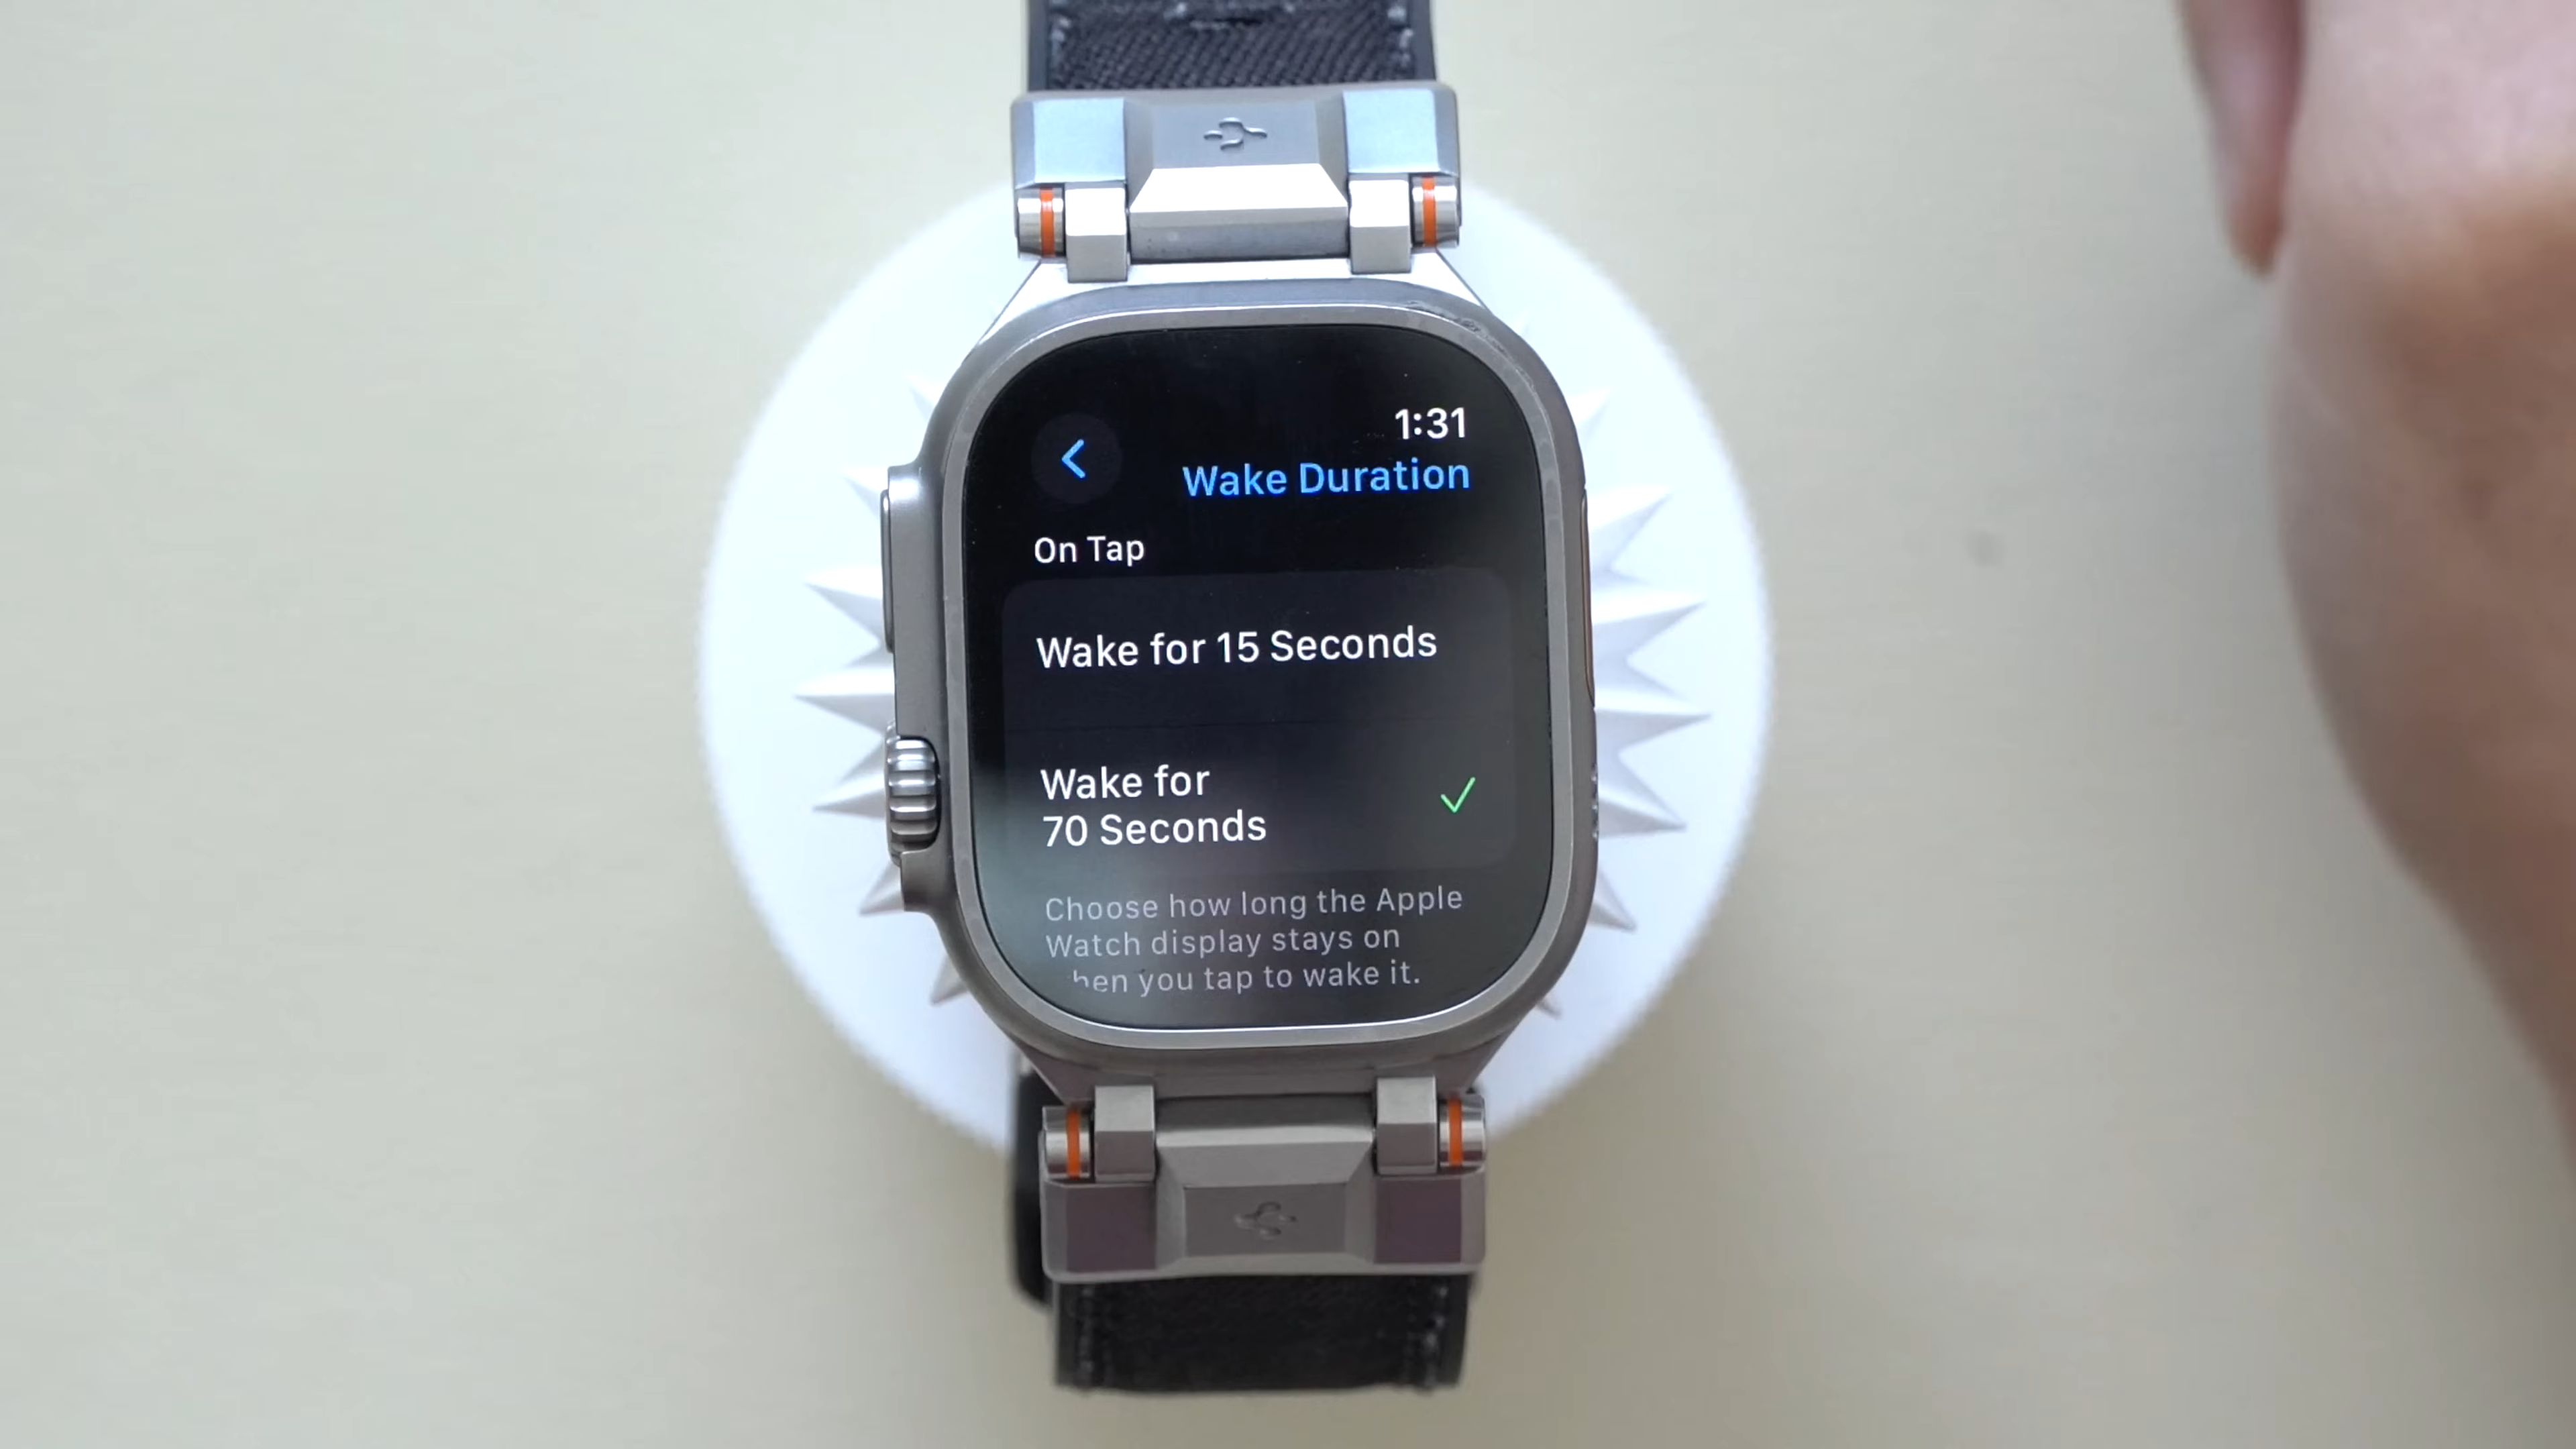 1:31
Wake Duration
On Tap
Wake for 15 Seconds
Wake for
70 Seconds
Choose how long the Apple
Watch display stays on
hen you tap to wake it.